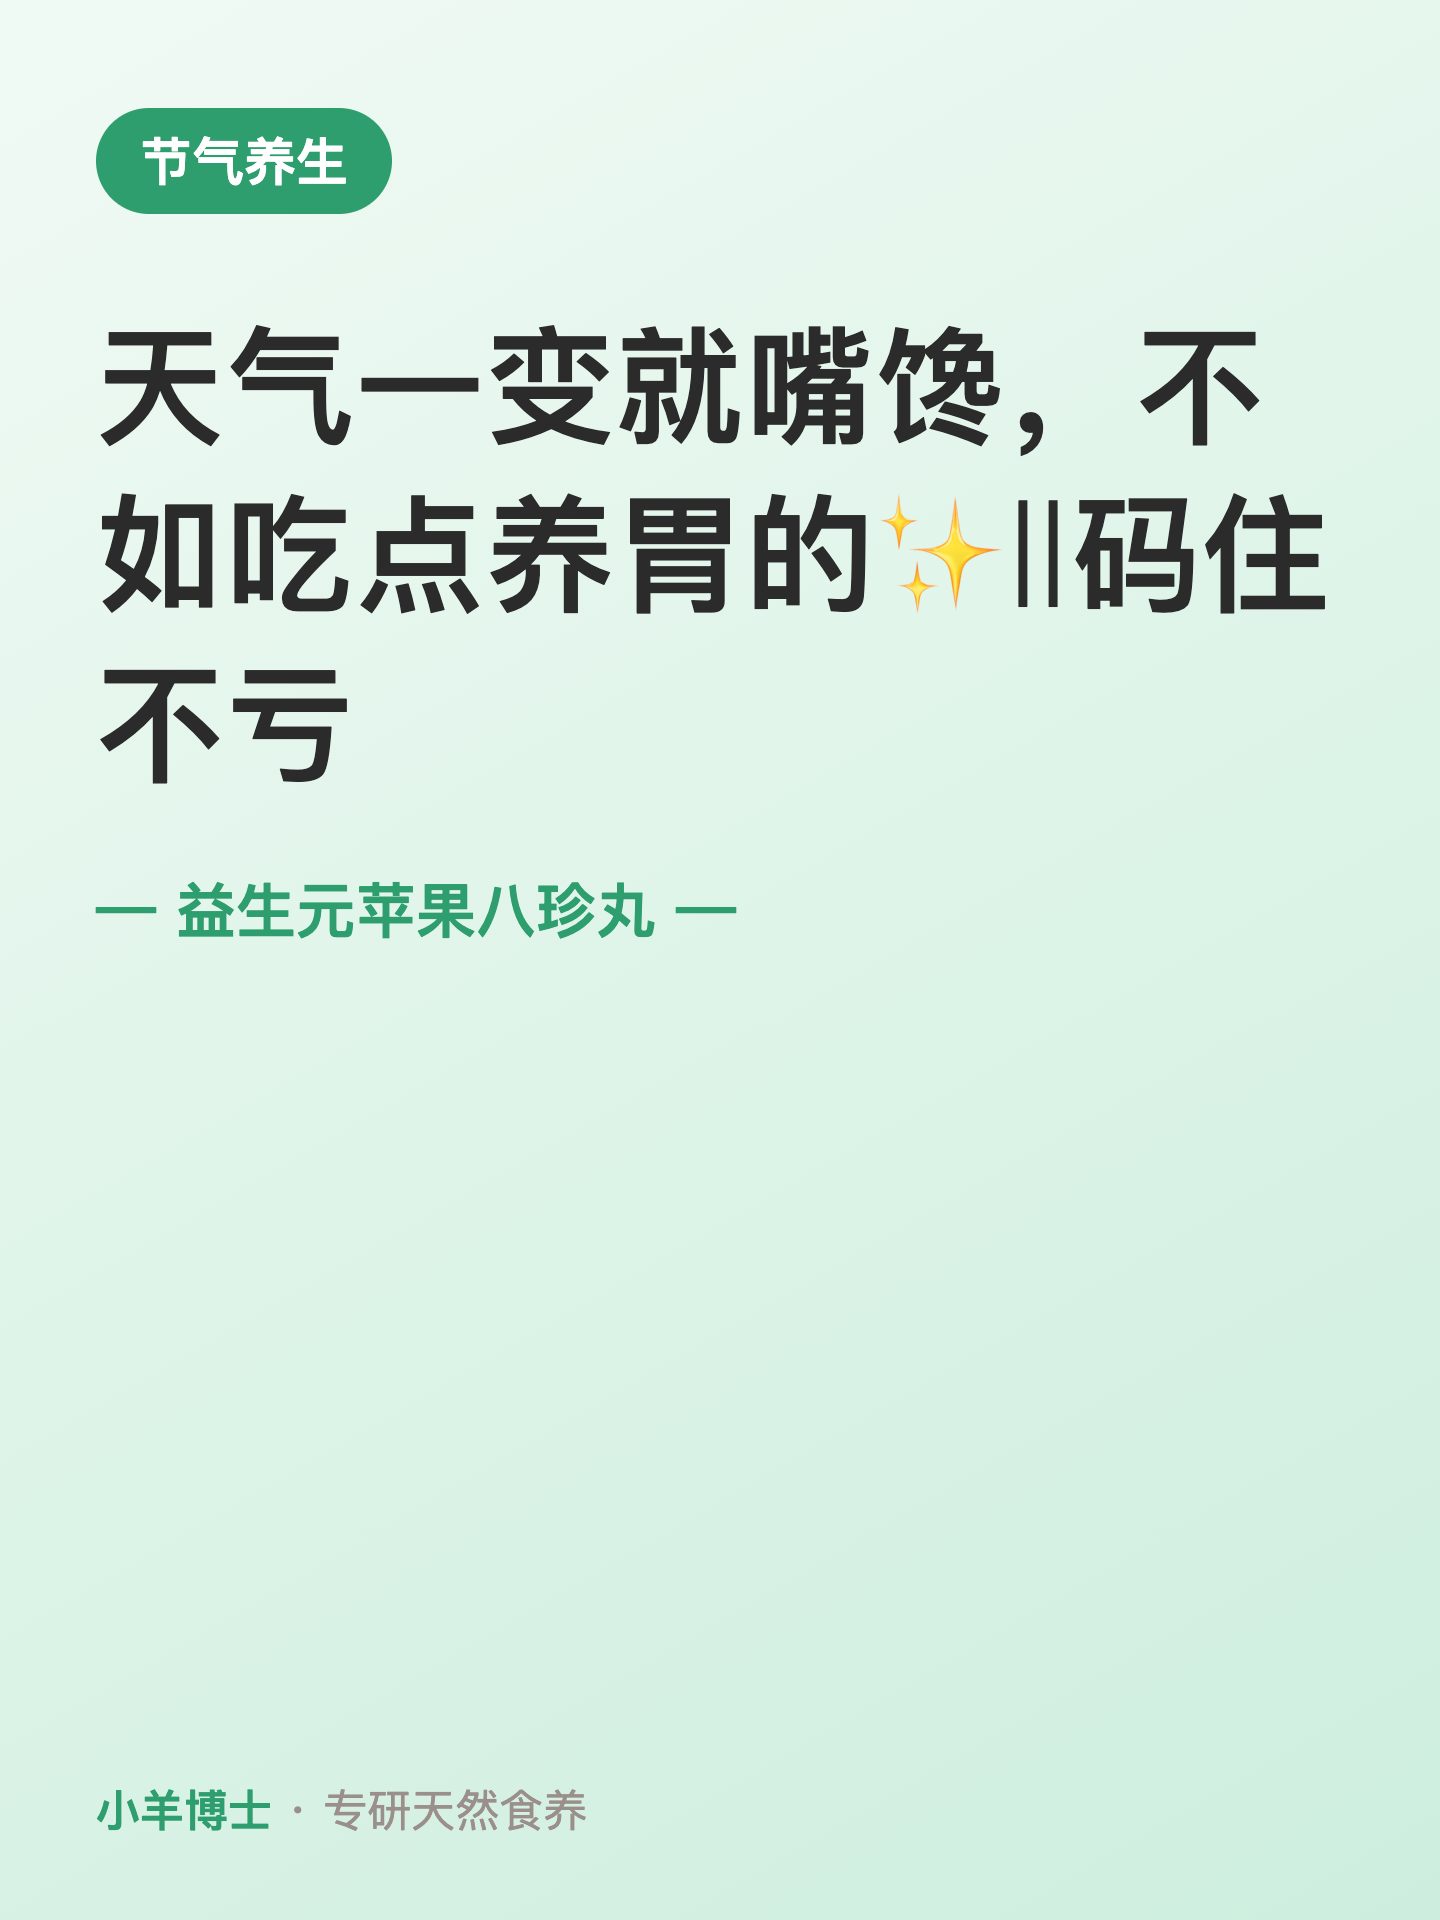 节气养生
天气一变就嘴馋，不
如吃点养胃的✨||码住
不亏
— 益生元苹果八珍丸 —
小羊博士 · 专研天然食养